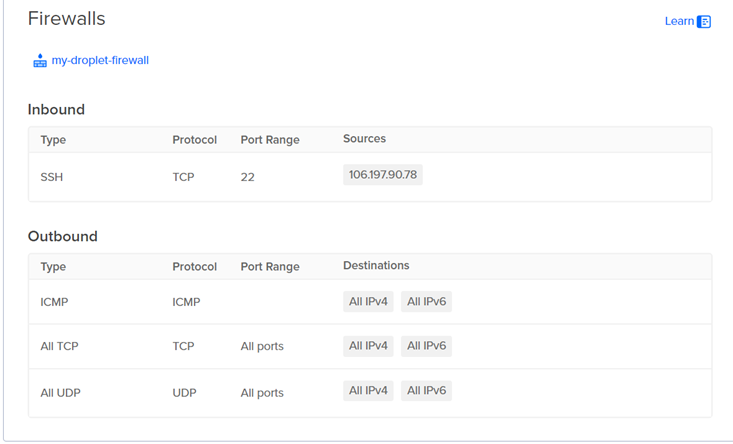 Firewalls
Learn
my-droplet-firewall
Inbound
Type Protocol Port Range Sources
SSH TCP 22 106.197.90.78
Outbound
Type Protocol Port Range Destinations
ICMP ICMP All IPv4 All IPv6
All TCP TCP All ports All IPv4 All IPv6
All UDP UDP All ports All IPv4 All IPv6